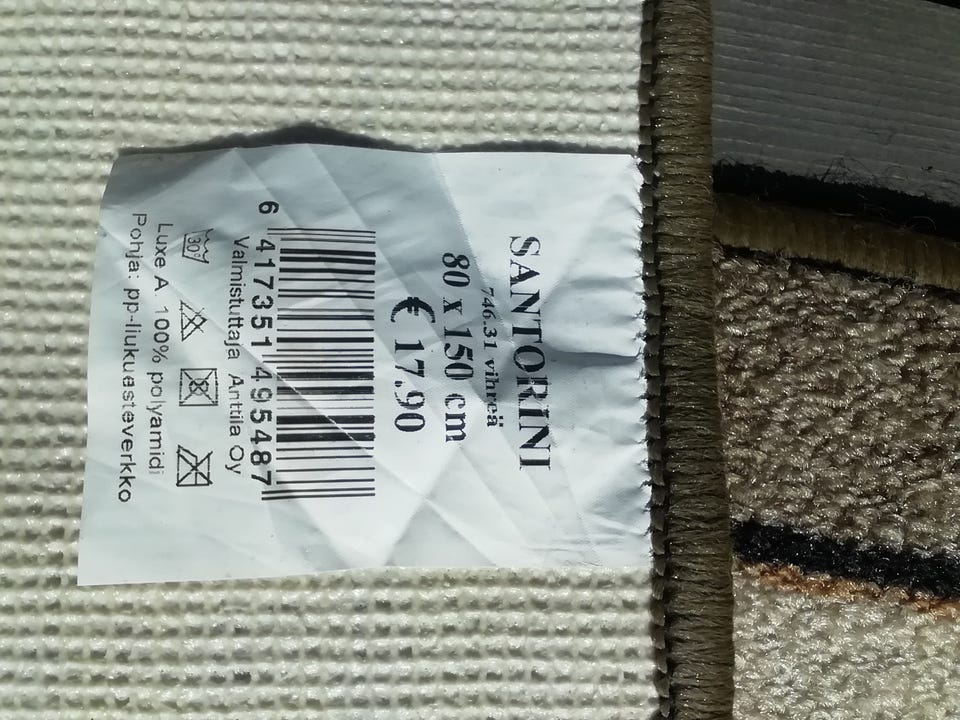 SANTORINI
746.31 vihreä
80 x 150 cm
€ 17.90
6 417351 495487
Valmistuttaja Anttila Oy
30°
Luxe A. 100% polyamidi
Pohja: pp-liukuesteverkko